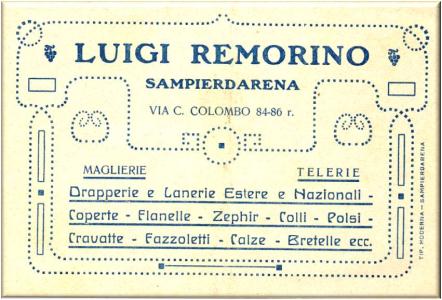 LUIGI REMORINO
SAMPIERDARENA
VIA C. COLOMBO 84-86 r.
MAGLIERIE TELERIE
Drapperie e Lanerie Estere e Nazionali -
Coperte - Flanelle - Zephir - Colli - Polsi -
Cravatte - Fazzoletti - Calze - Bretelle ecc.
TIP. MODERNA - SAMPIERDARENA